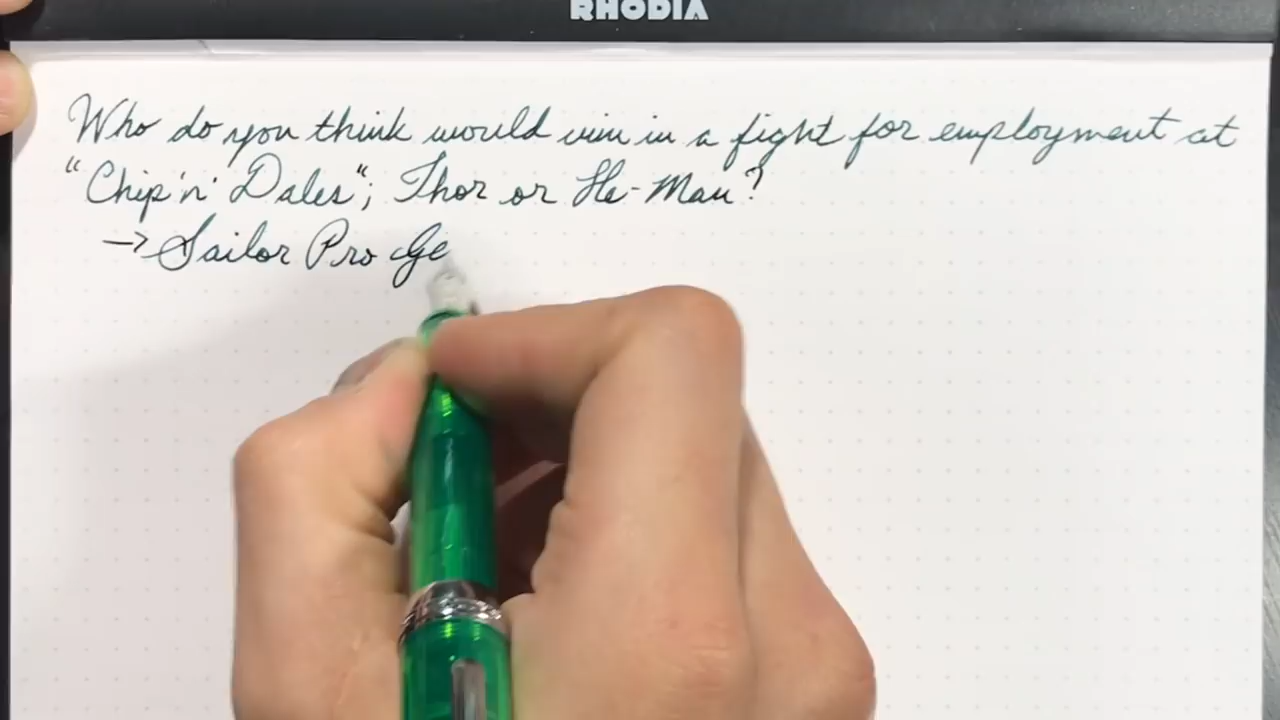 RHODIA
Who do you think would win in a fight for employment at
"Chip 'n' Dales"; Thor or He-Man?
→ Sailor Pro Ge